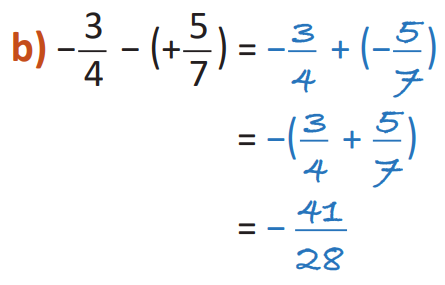 b) −3/4 − (+5/7) = −3/4 + (−5/7)
= −(3/4 + 5/7)
= −41/28